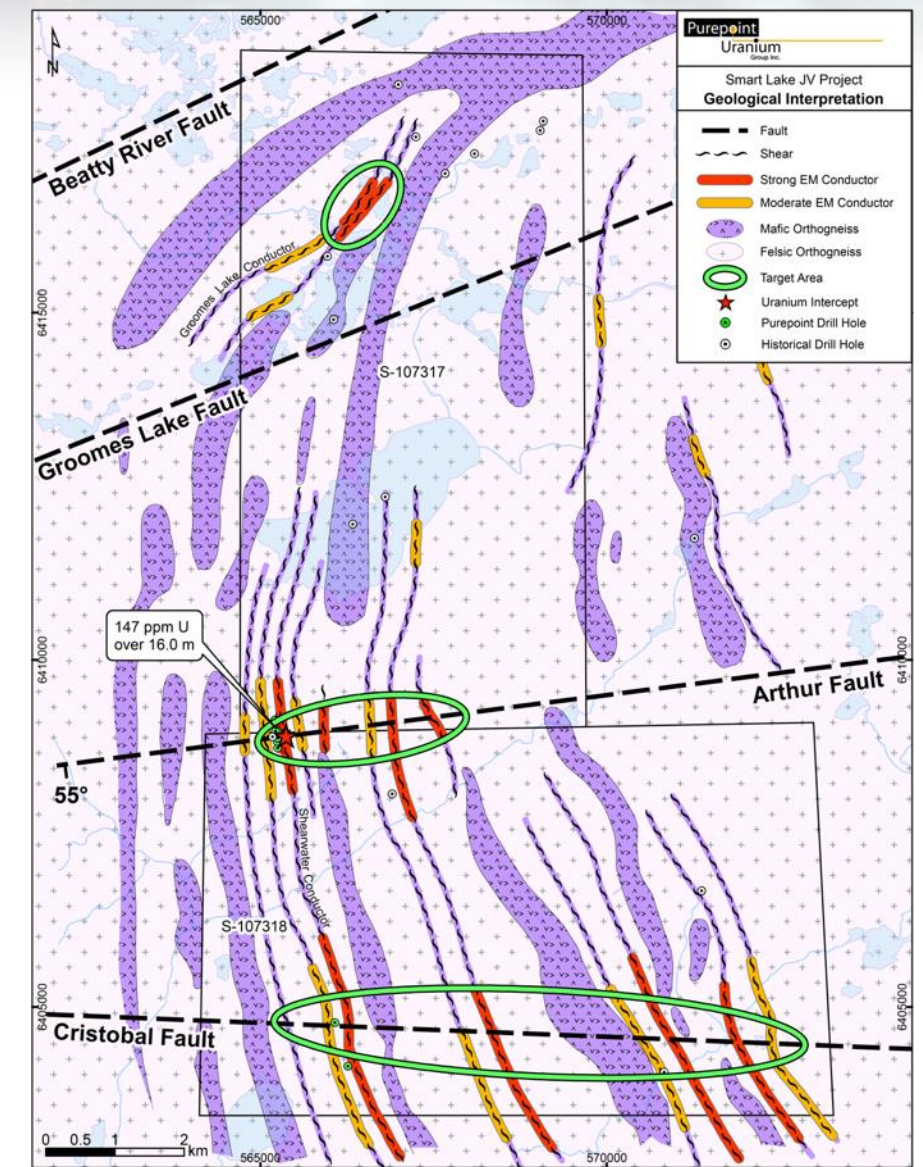 565000
570000
Purepoint
Uranium
Group Inc.
Smart Lake JV Project
Geological Interpretation
Fault
Shear
Strong EM Conductor
Moderate EM Conductor
Mafic Orthogneiss
Felsic Orthogneiss
Target Area
Uranium Intercept
Purepoint Drill Hole
Historical Drill Hole
N
Beatty River Fault
Groomes Lake Conductor
6415000
S-107317
Groomes Lake Fault
147 ppm U
over 16.0 m
6410000
6410000
Arthur Fault
55°
Shearwater Conductor
S-107318
6405000
6405000
Cristobal Fault
0 0.5 1 2
km
565000
570000